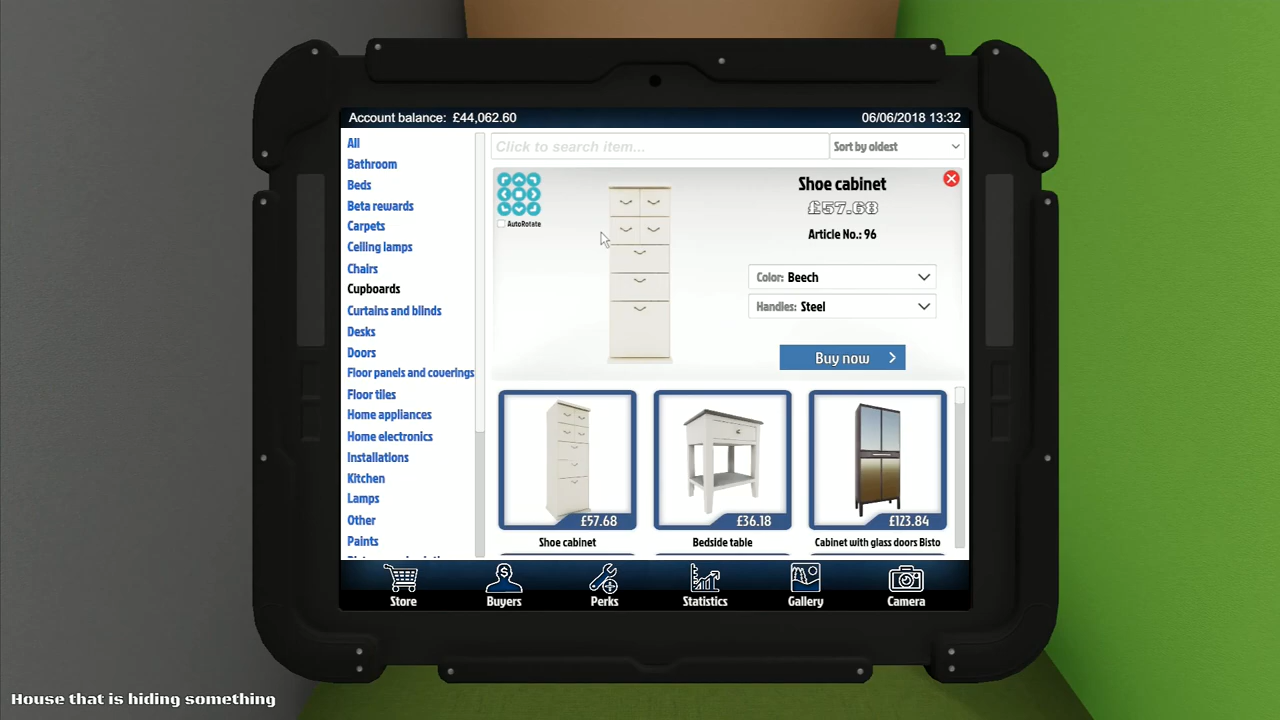 Account balance: £44,062.60
06/06/2018 13:32
All
Bathroom
Beds
Beta rewards
Carpets
Ceiling lamps
Chairs
Cupboards
Curtains and blinds
Desks
Doors
Floor panels and coverings
Floor tiles
Home appliances
Home electronics
Installations
Kitchen
Lamps
Other
Paints
Click to search item...
Sort by oldest
AutoRotate
Shoe cabinet
£57.68
Article No.: 96
Color: Beech
Handles: Steel
Buy now
£57.68
£36.18
£123.84
Shoe cabinet
Bedside table
Cabinet with glass doors Bisto
Store
Buyers
Perks
Statistics
Gallery
Camera
House that is hiding something